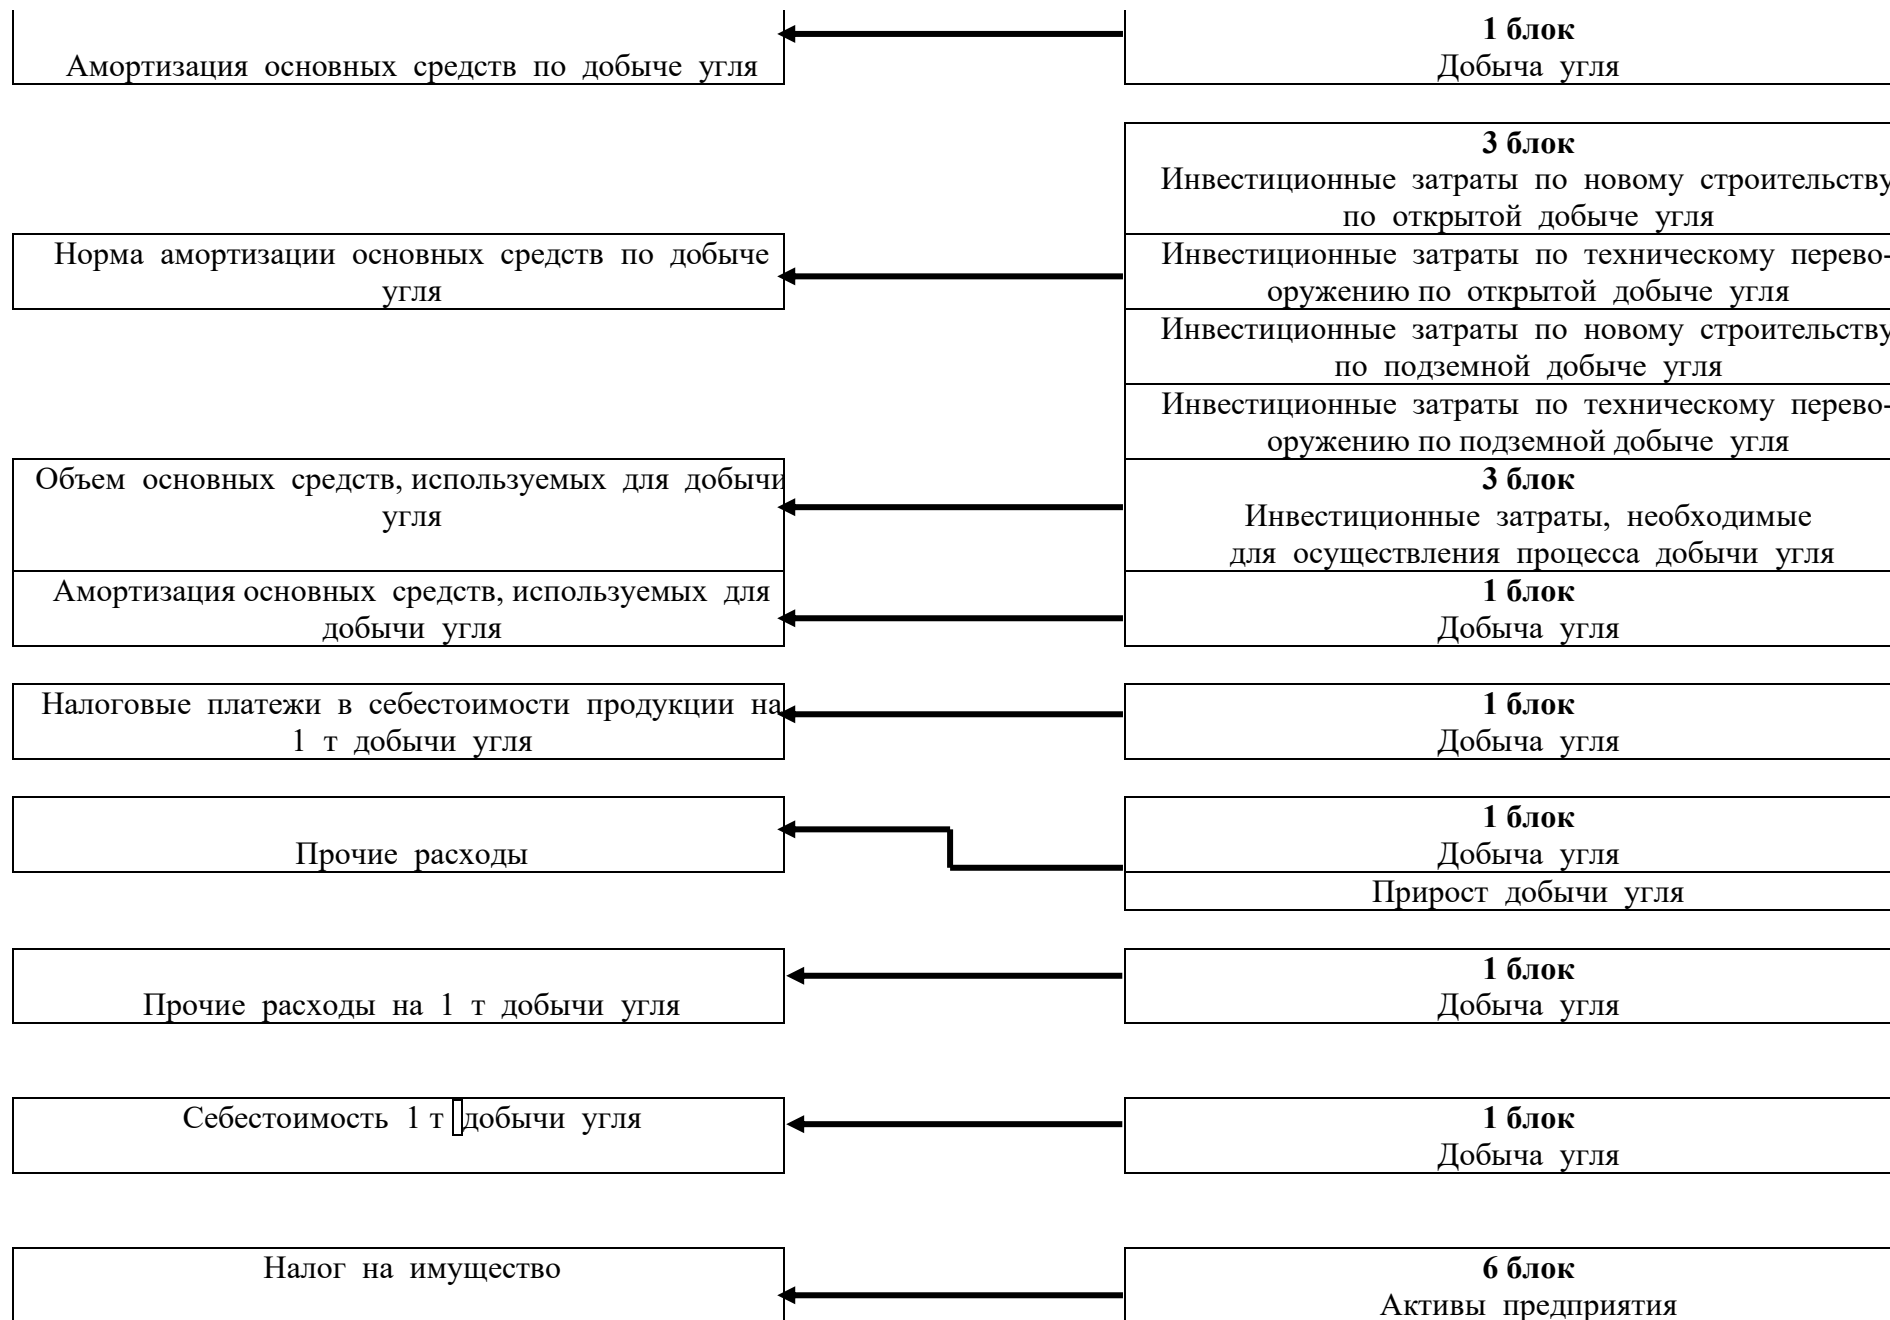 1 блок
Амортизация основных средств по добыче угля
Добыча угля
3 блок
Инвестиционные затраты по новому строительству
по открытой добыче угля
Норма амортизации основных средств по добыче
угля
Инвестиционные затраты по техническому перево-
оружению по открытой добыче угля
Инвестиционные затраты по новому строительству
по подземной добыче угля
Инвестиционные затраты по техническому перево-
оружению по подземной добыче угля
Объем основных средств, используемых для добычи
угля
3 блок
Инвестиционные затраты, необходимые
для осуществления процесса добычи угля
Амортизация основных средств, используемых для
добычи угля
1 блок
Добыча угля
Налоговые платежи в себестоимости продукции на
1 т добычи угля
1 блок
Добыча угля
Прочие расходы
1 блок
Добыча угля
Прирост добычи угля
Прочие расходы на 1 т добычи угля
1 блок
Добыча угля
Себестоимость 1 т добычи угля
1 блок
Добыча угля
Налог на имущество
6 блок
Активы предприятия